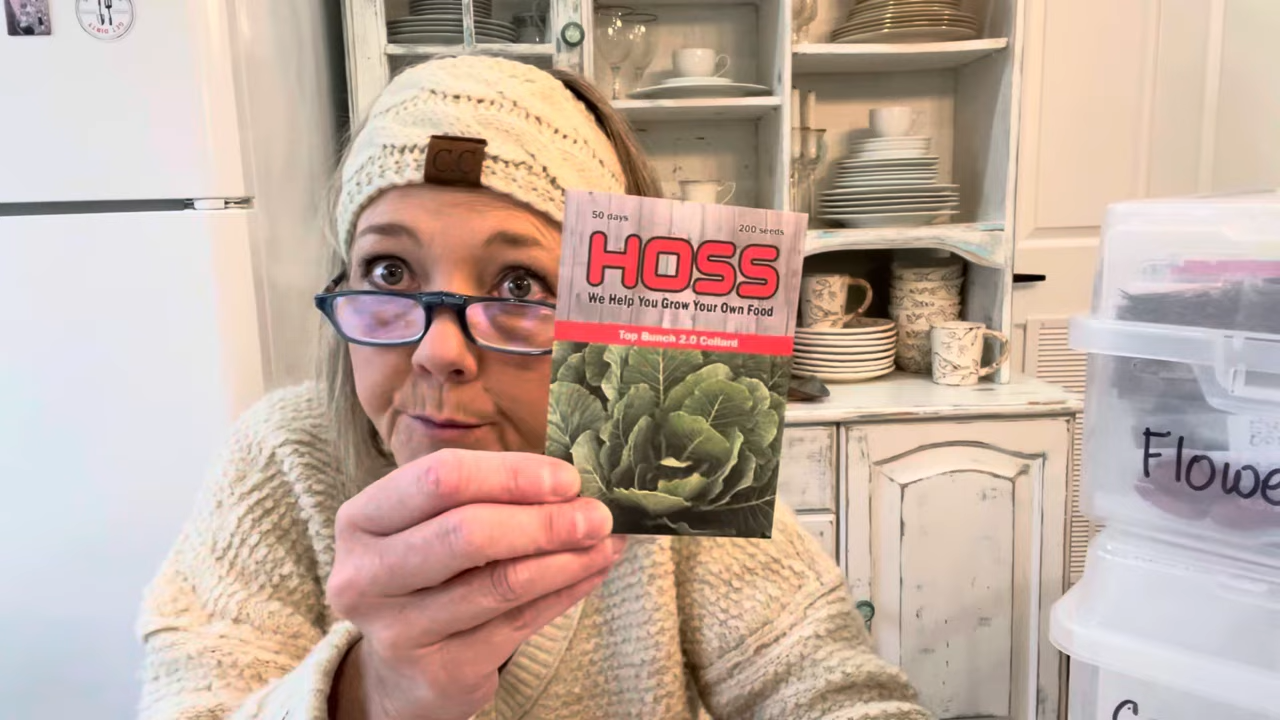 CC
50 days
200 seeds
HOSS
We Help You Grow Your Own Food
Top Bunch 2.0 Collard
Flowe